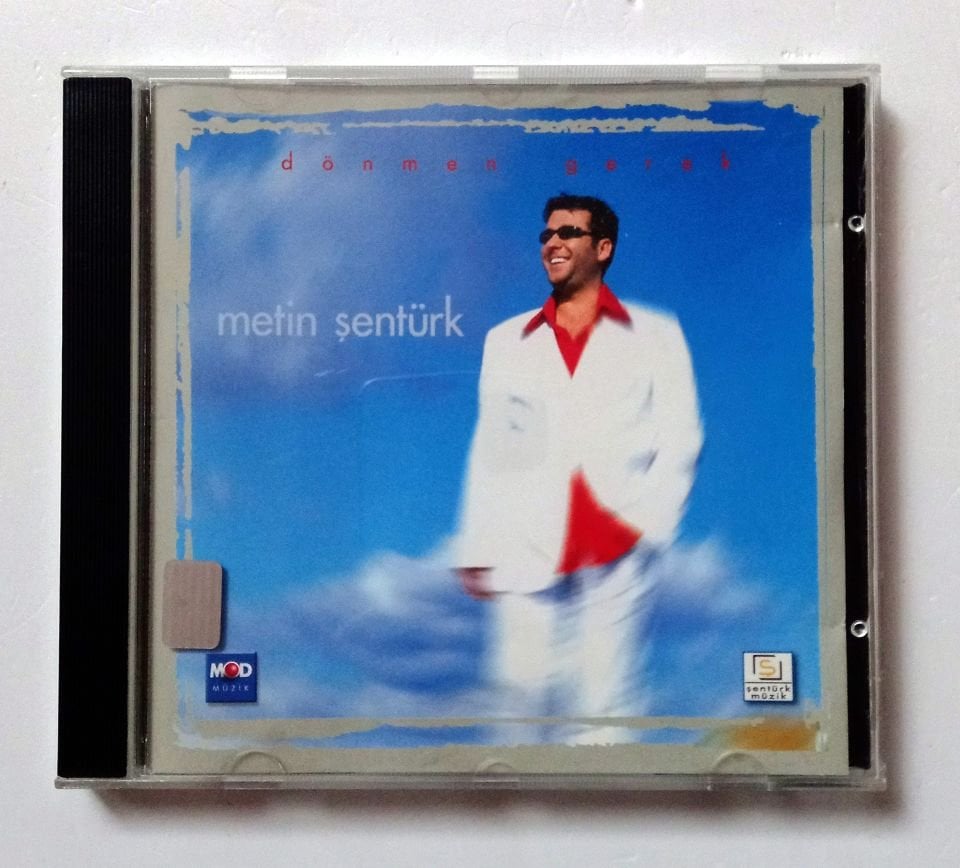 dönmen gerek
metin şentürk
MOD
MÜZİK
S
şentürk
müzik